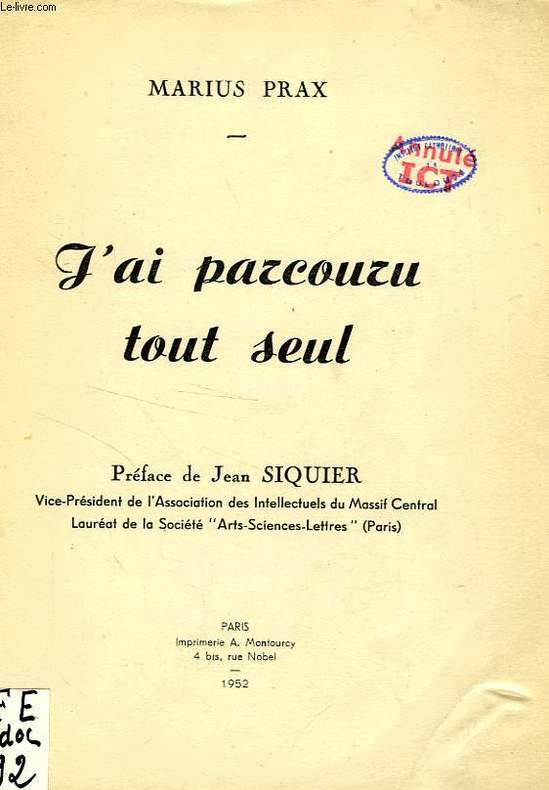 Le-livre.com
MARIUS PRAX
—
Annulé
ICT
J'ai parcouru
tout seul
Préface de Jean SIQUIER
Vice-Président de l'Association des Intellectuels du Massif Central
Lauréat de la Société "Arts-Sciences-Lettres" (Paris)
PARIS
Imprimerie A. Montourcy
4 bis, rue Nobel
—
1952
F E
doc
92